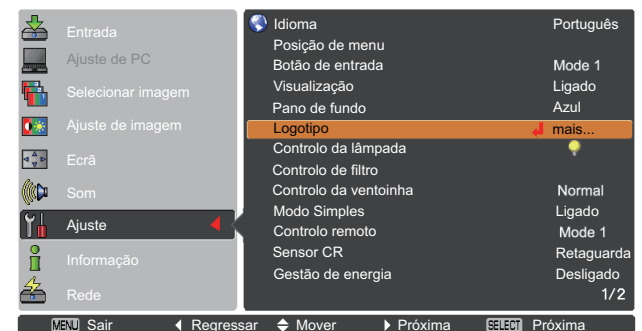 Entrada
Ajuste de PC
Selecionar imagem
Ajuste de imagem
Ecrã
Som
Ajuste
Informação
Rede
Idioma Português
Posição de menu
Botão de entrada Mode 1
Visualização Ligado
Pano de fundo Azul
Logotipo mais...
Controlo da lâmpada
Controlo de filtro
Controlo da ventoinha Normal
Modo Simples Ligado
Controlo remoto Mode 1
Sensor CR Retaguarda
Gestão de energia Desligado
1/2
MENU Sair Regressar Mover Próxima SELECT Próxima